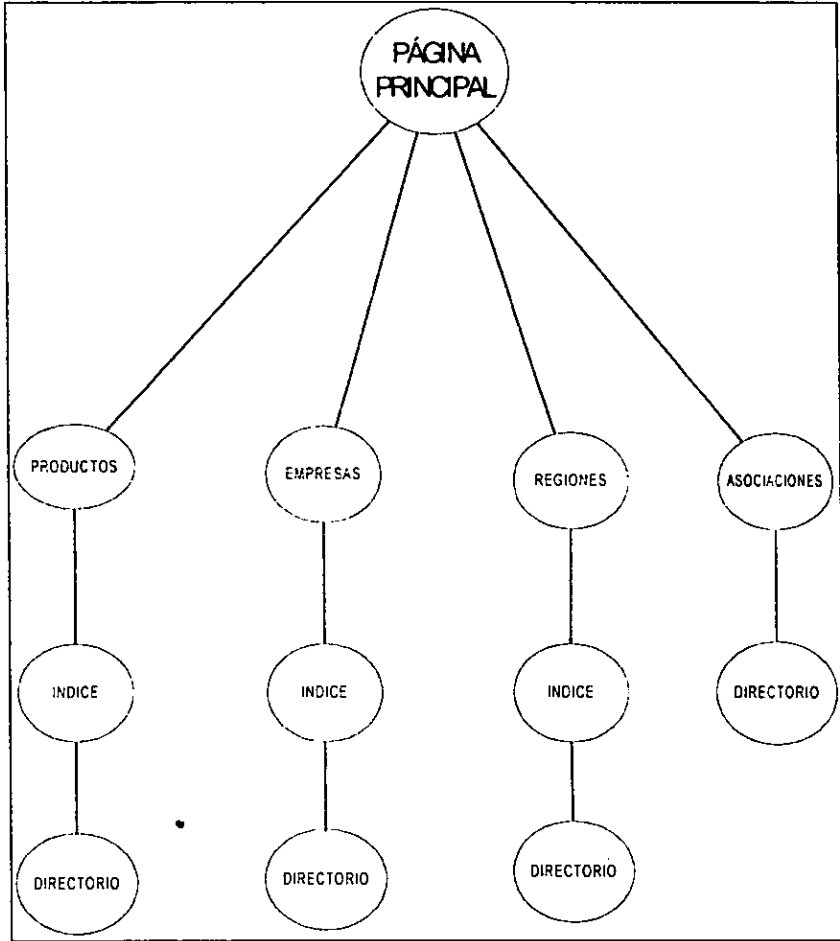 PÁGINA
PRINCIPAL
PRODUCTOS
EMPRESAS
REGIONES
ASOCIACIONES
INDICE
INDICE
INDICE
DIRECTORIO
DIRECTORIO
DIRECTORIO
DIRECTORIO